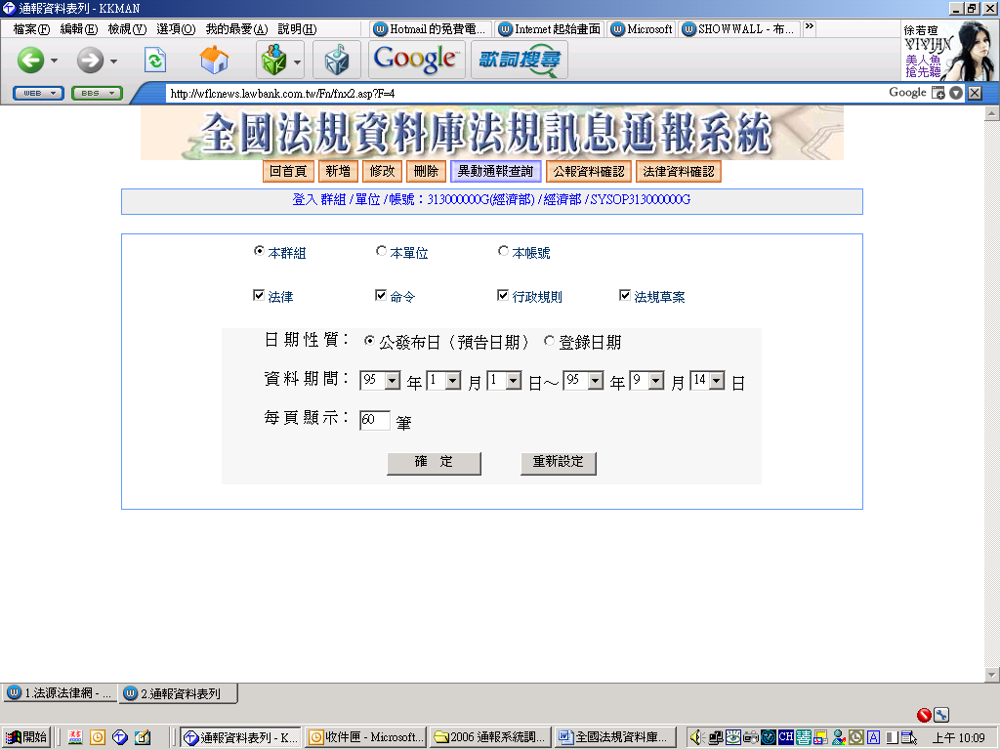 通報資料表列 - KKMAN
檔案(F) 編輯(E) 檢視(V) 選項(O) 我的最愛(A) 說明(H) Hotmail 的免費電... Internet 起始畫面 Microsoft SHOWWALL - 布... »
徐若瑄
VIVIAN
美人魚
搶先聽
Google 歌詞搜尋
WEB BBS http://wflcnews.lawbank.com.tw/Fn/fnx2.asp?F=4 Google
全國法規資料庫法規訊息通報系統
回首頁 新增 修改 刪除 異動通報查詢 公報資料確認 法律資料確認
登入 群組 / 單位 / 帳號：313000000G(經濟部) / 經濟部 / SYSOP313000000G
本群組 本單位 本帳號
法律 命令 行政規則 法規草案
日期性質： 公發布日（預告日期） 登錄日期
資料期間： 95 年 1 月 1 日～ 95 年 9 月 14 日
每頁顯示： 60 筆
確 定 重新設定
1.法源法律網 - ... 2.通報資料表列
開始 通報資料表列 - K... 收件匣 - Microsoft... 2006 通報系統調... 全國法規資料庫... CH A 上午 10:09